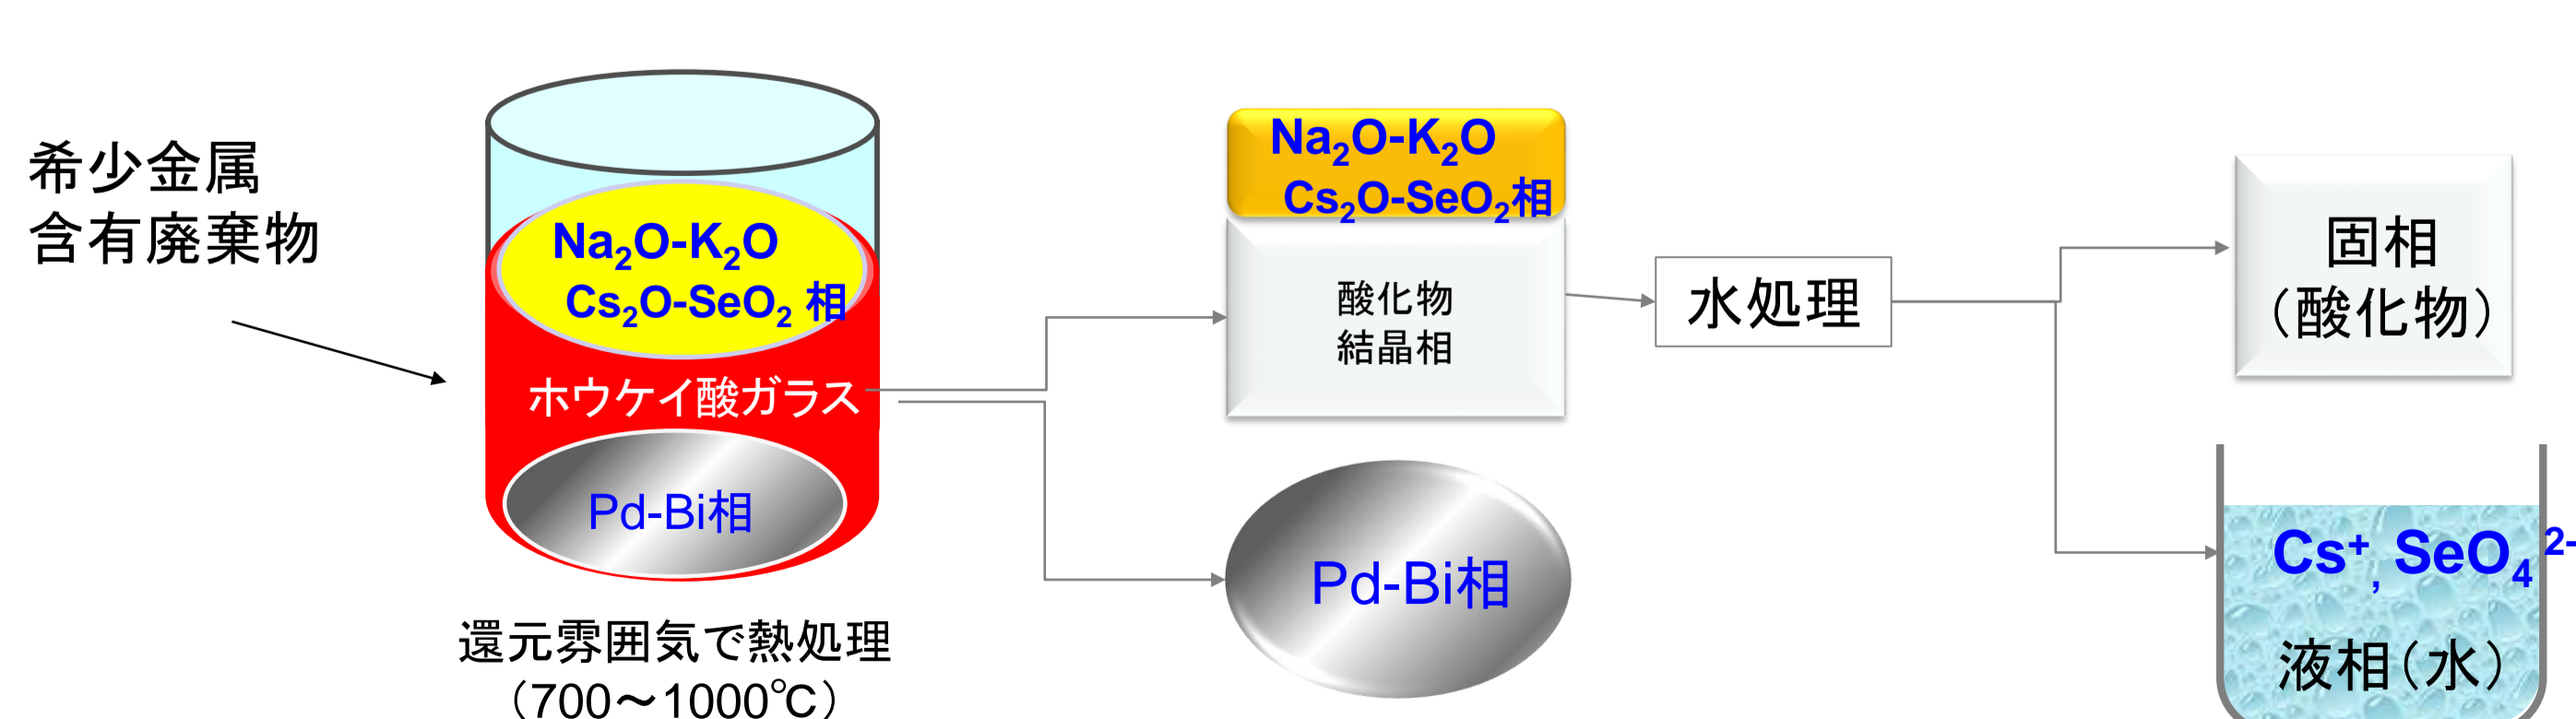 希少金属
含有廃棄物
Na₂O-K₂O
Cs₂O-SeO₂ 相
ホウケイ酸ガラス
Pd-Bi相
還元雰囲気で熱処理
（700～1000℃）
Na₂O-K₂O
Cs₂O-SeO₂相
酸化物
結晶相
Pd-Bi相
水処理
固相
（酸化物）
Cs⁺, SeO₄²⁻
液相（水）